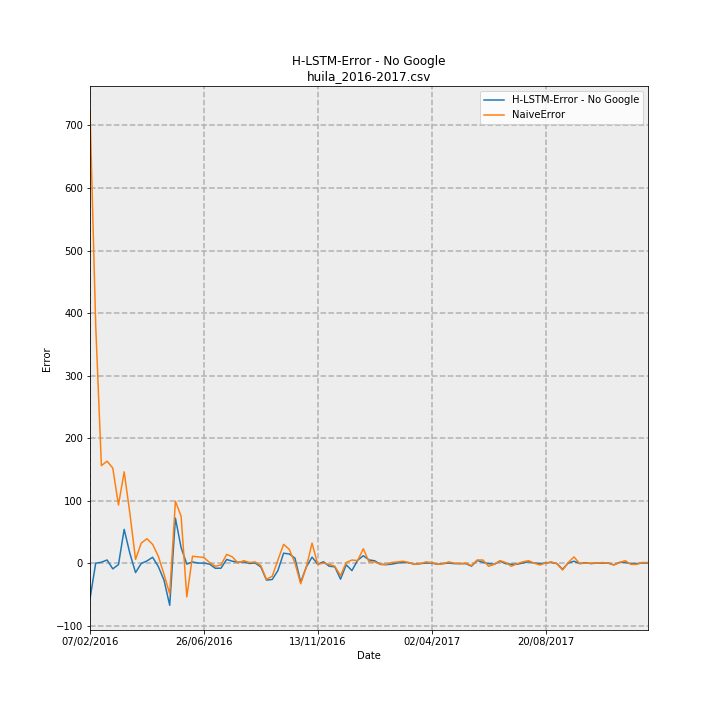 H-LSTM-Error - No Google
huila_2016-2017.csv
H-LSTM-Error - No Google
NaiveError
700
600
500
400
300
200
100
0
−100
Error
07/02/2016
26/06/2016
13/11/2016
02/04/2017
20/08/2017
Date